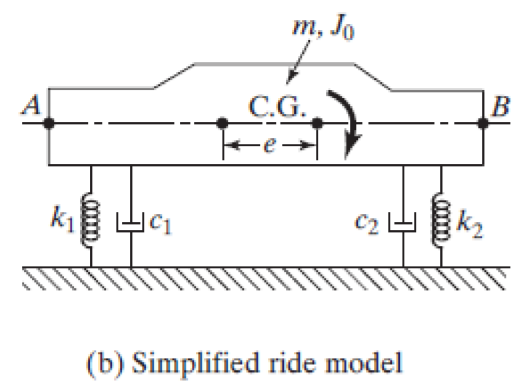 m, J₀
A
C.G.
B
e
k₁
c₁
c₂
k₂
(b) Simplified ride model